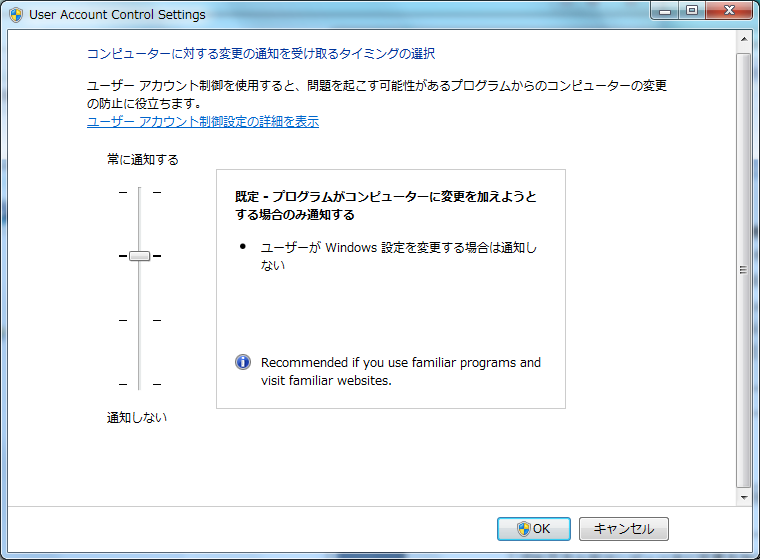 User Account Control Settings
コンピューターに対する変更の通知を受け取るタイミングの選択
ユーザー アカウント制御を使用すると、問題を起こす可能性があるプログラムからのコンピューターの変更
の防止に役立ちます。
ユーザー アカウント制御設定の詳細を表示
常に通知する
既定 - プログラムがコンピューターに変更を加えようと
する場合のみ通知する
• ユーザーが Windows 設定を変更する場合は通知し
ない
Recommended if you use familiar programs and
visit familiar websites.
通知しない
OK
キャンセル